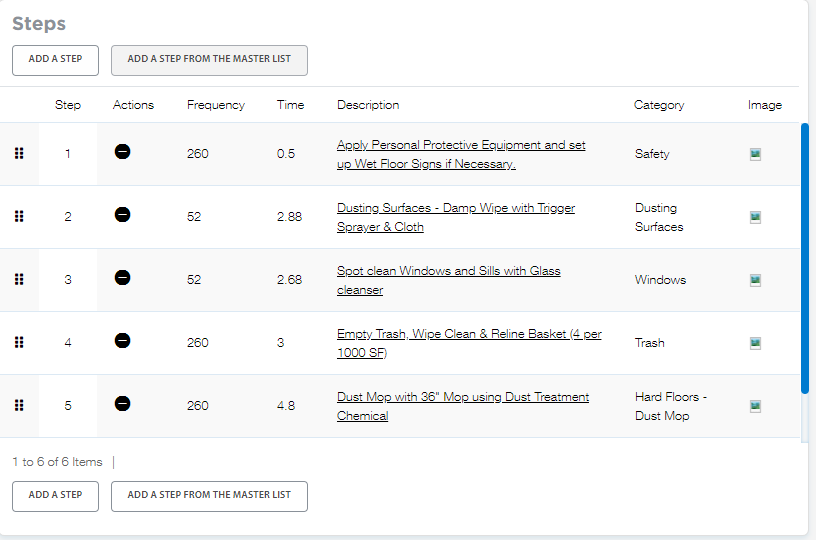 Steps
ADD A STEP ADD A STEP FROM THE MASTER LIST
Step Actions Frequency Time Description Category Image
1 260 0.5 Apply Personal Protective Equipment and set Safety
up Wet Floor Signs if Necessary.
2 52 2.88 Dusting Surfaces - Damp Wipe with Trigger Dusting
Sprayer & Cloth Surfaces
3 52 2.68 Spot clean Windows and Sills with Glass Windows
cleanser
4 260 3 Empty Trash, Wipe Clean & Reline Basket (4 per Trash
1000 SF)
5 260 4.8 Dust Mop with 36" Mop using Dust Treatment Hard Floors -
Chemical Dust Mop
1 to 6 of 6 Items |
ADD A STEP ADD A STEP FROM THE MASTER LIST